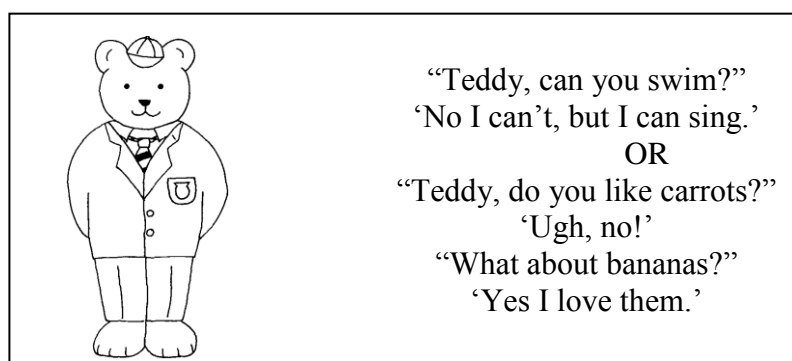 “Teddy, can you swim?”
‘No I can’t, but I can sing.’
OR
“Teddy, do you like carrots?”
‘Ugh, no!’
“What about bananas?”
‘Yes I love them.’